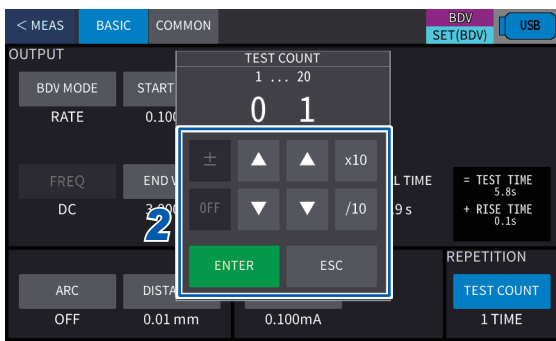 < MEAS BASIC COMMON BDV SET(BDV) USB
OUTPUT
TEST COUNT
1 ... 20
0 1
BDV MODE START
RATE 0.100
± ▲ ▲ x10
FREQ END V L TIME = TEST TIME
5.8s
DC OFF ▼ ▼ /10 .9 s + RISE TIME
0.1s
2
ENTER ESC
REPETITION
ARC DISTA TEST COUNT
OFF 0.01 mm 0.100mA 1 TIME